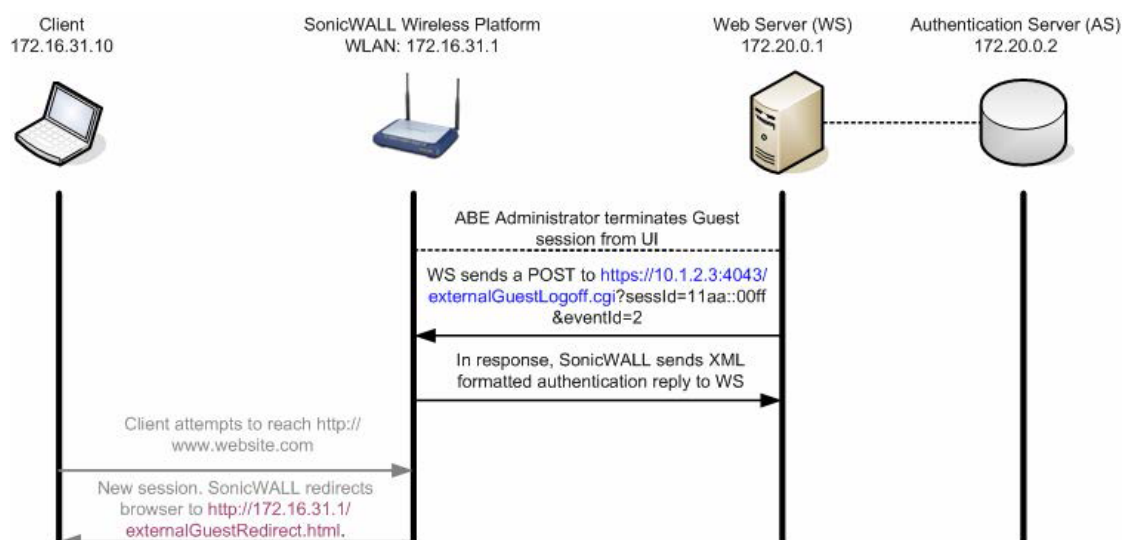 Client
172.16.31.10
SonicWALL Wireless Platform
WLAN: 172.16.31.1
Web Server (WS)
172.20.0.1
Authentication Server (AS)
172.20.0.2
ABE Administrator terminates Guest
session from UI
WS sends a POST to https://10.1.2.3:4043/
externalGuestLogoff.cgi?sessId=11aa::00ff
&eventId=2
In response, SonicWALL sends XML
formatted authentication reply to WS
Client attempts to reach http://
www.website.com
New session. SonicWALL redirects
browser to http://172.16.31.1/
externalGuestRedirect.html.